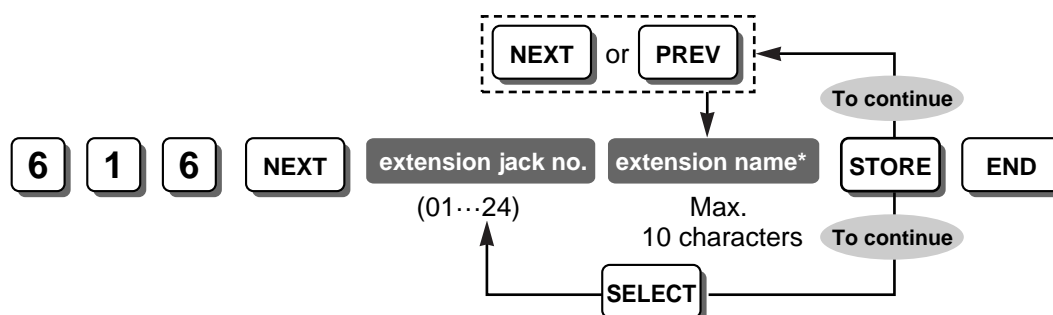 NEXT or PREV
To continue
6 1 6 NEXT extension jack no. extension name* STORE END
(01···24) Max.
10 characters
To continue
SELECT